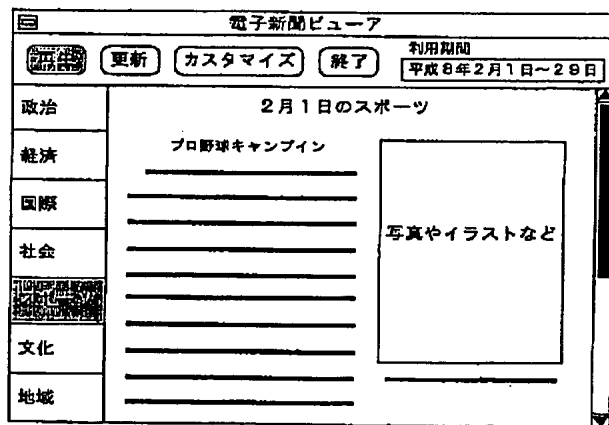 電子新聞ビューア
更新
カスタマイズ
終了
利用期間
平成8年2月1日~29日
政治
経済
国際
社会
文化
地域
2月1日のスポーツ
プロ野球キャンプイン
写真やイラストなど